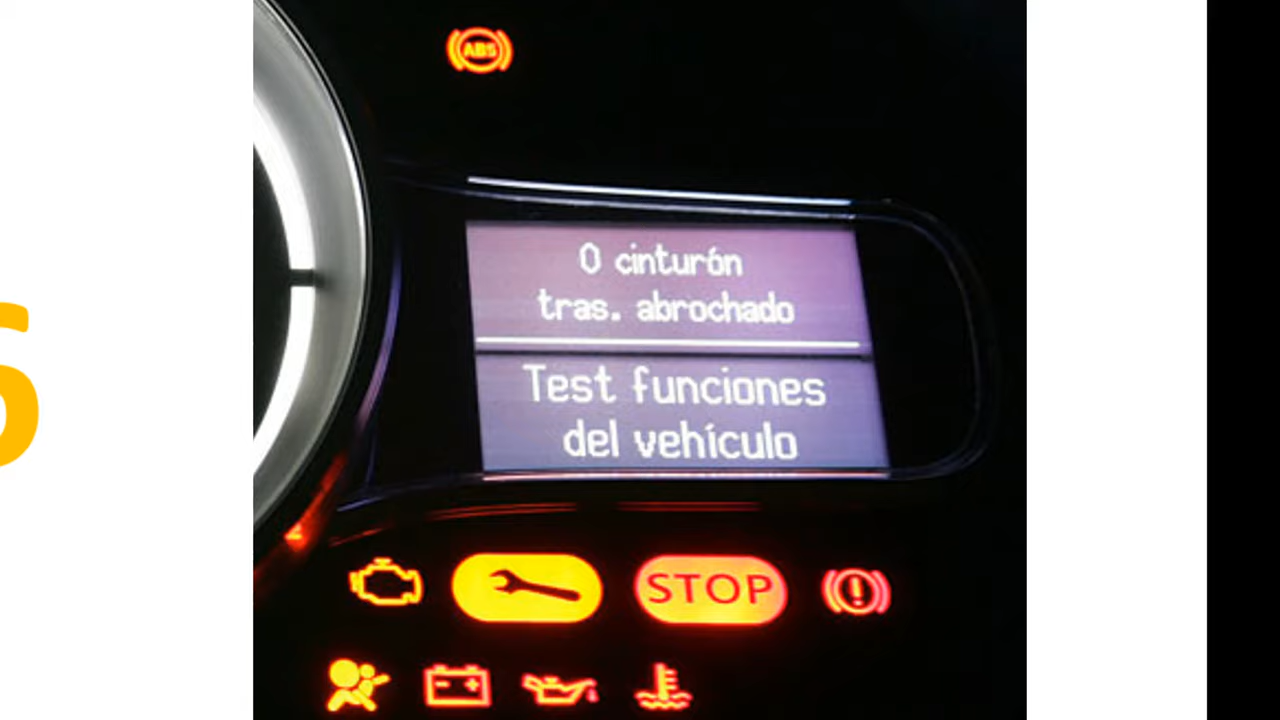 ABS
0 cinturón
tras. abrochado
Test funciones
del vehículo
STOP